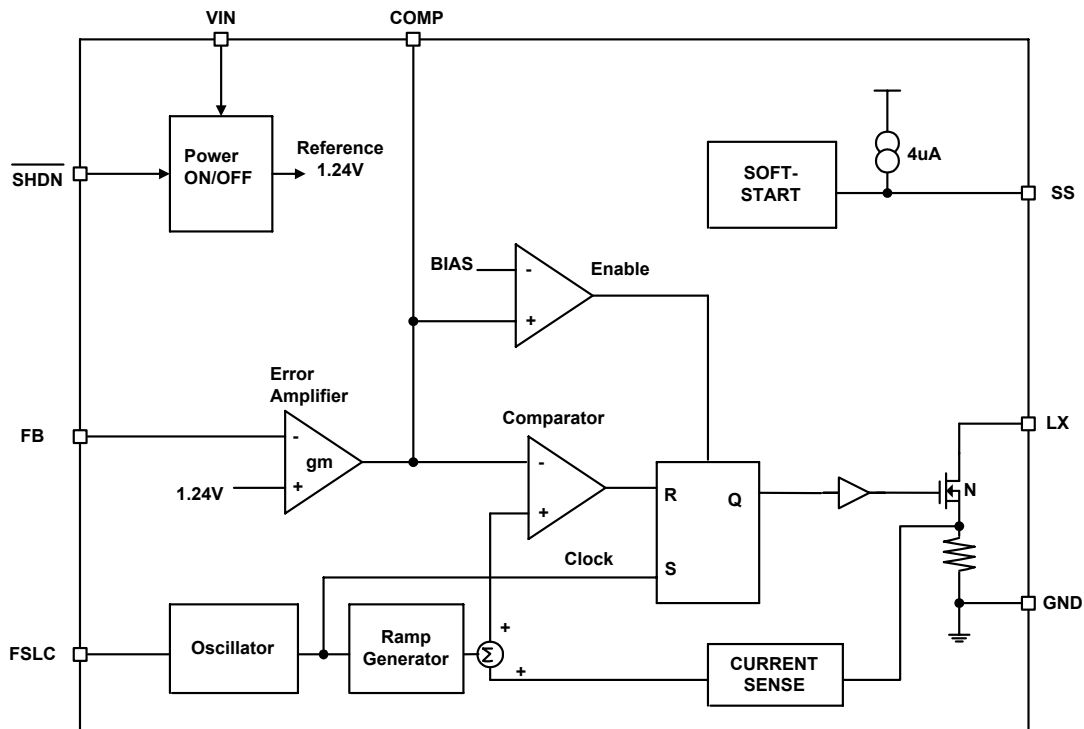 VIN
COMP
SHDN
Power
ON/OFF
Reference
1.24V
4uA
SOFT-
START
SS
BIAS
-
+
Enable
Error
Amplifier
FB
-
gm
+
1.24V
Comparator
-
+
R
Q
S
N
LX
Clock
GND
FSLC
Oscillator
Ramp
Generator
+
Σ
+
CURRENT
SENSE